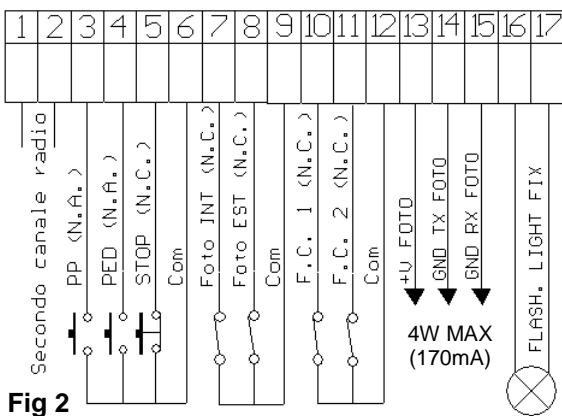 1 2 3 4 5 6 7 8 9 10 11 12 13 14 15 16 17
Secondo canale radio
PP (N.A.)
PED (N.A.)
STOP (N.C.)
Com
Foto INT (N.C.)
Foto EST (N.C.)
Com
F.C. 1 (N.C.)
F.C. 2 (N.C.)
Com
+V FOTO
GND TX FOTO
GND RX FOTO
FLASH. LIGHT FIX
4W MAX
(170mA)
Fig 2